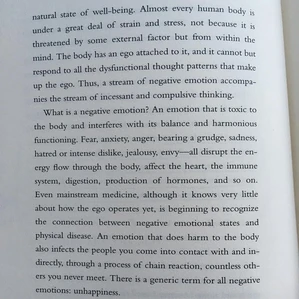 natural state of well-being. Almost every human body is
under a great deal of strain and stress, not because it is
threatened by some external factor but from within the
mind. The body has an ego attached to it, and it cannot but
respond to all the dysfunctional thought patterns that make
up the ego. Thus, a stream of negative emotion accompa-
nies the stream of incessant and compulsive thinking.
What is a negative emotion? An emotion that is toxic to
the body and interferes with its balance and harmonious
functioning. Fear, anxiety, anger, bearing a grudge, sadness,
hatred or intense dislike, jealousy, envy—all disrupt the en-
ergy flow through the body, affect the heart, the immune
system, digestion, production of hormones, and so on.
Even mainstream medicine, although it knows very little
about how the ego operates yet, is beginning to recognize
the connection between negative emotional states and
physical disease. An emotion that does harm to the body
also infects the people you come into contact with and in-
directly, through a process of chain reaction, countless oth-
ers you never meet. There is a generic term for all negative
emotions: unhappiness.